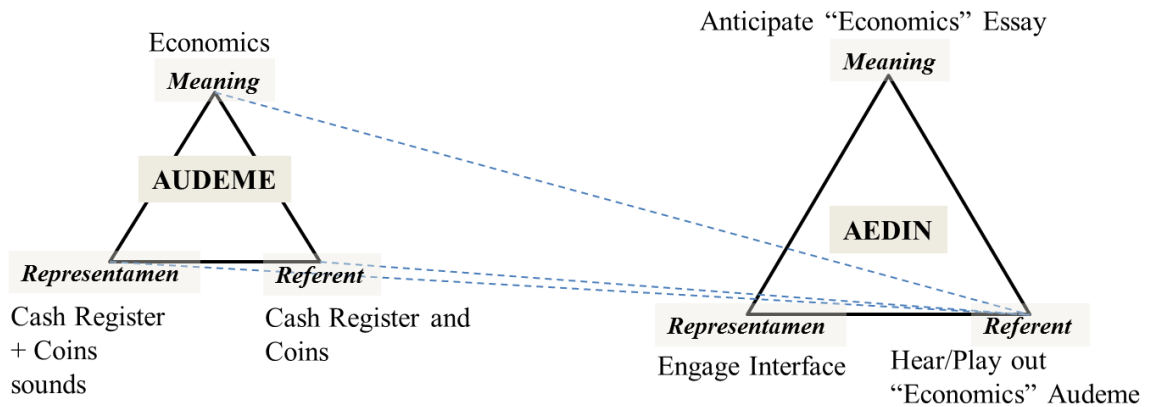 Economics
Meaning
AUDEME
Representamen
Referent
Cash Register
+ Coins
sounds
Cash Register and
Coins
Anticipate “Economics” Essay
Meaning
AEDIN
Representamen
Referent
Engage Interface
Hear/Play out
“Economics” Audeme